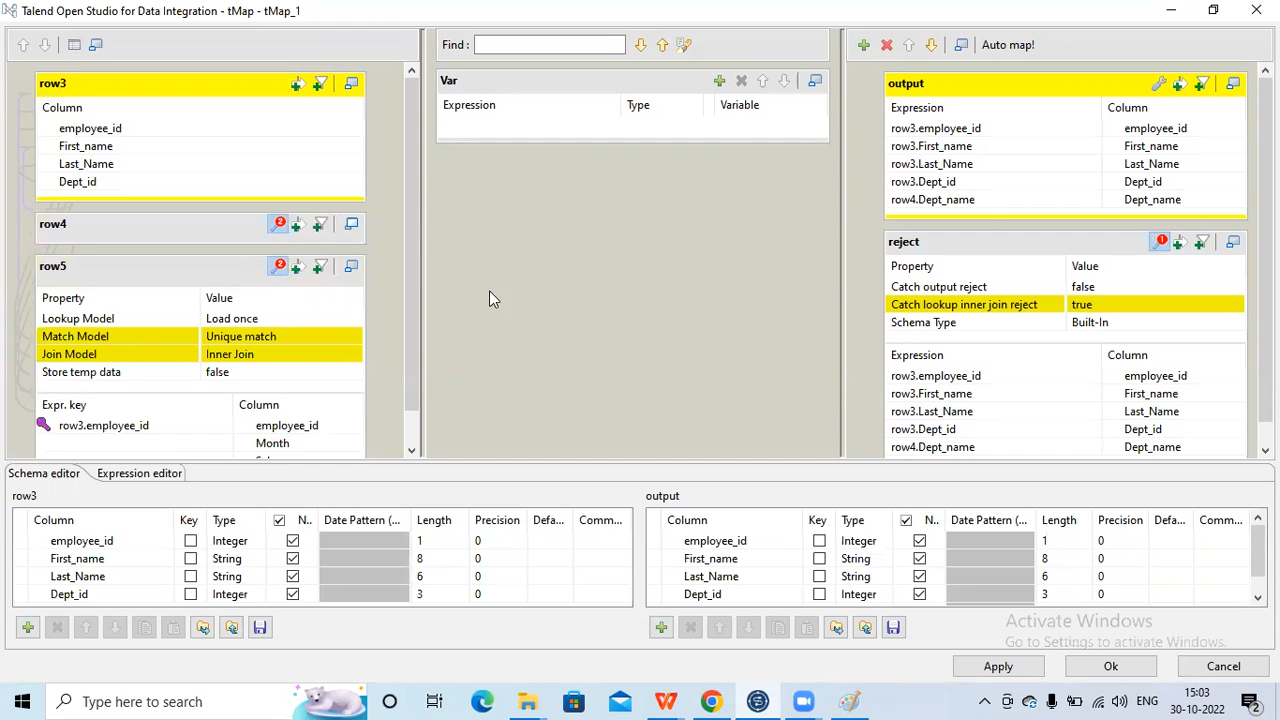 Talend Open Studio for Data Integration - tMap - tMap_1
Find :
Auto map!
row3
Column
employee_id
First_name
Last_Name
Dept_id
row4
2
row5
2
Property Value
Lookup Model Load once
Match Model Unique match
Join Model Inner Join
Store temp data false
Expr. key Column
row3.employee_id employee_id
Month
Var
Expression Type Variable
output
Expression Column
row3.employee_id employee_id
row3.First_name First_name
row3.Last_Name Last_Name
row3.Dept_id Dept_id
row4.Dept_name Dept_name
reject
1
Property Value
Catch output reject false
Catch lookup inner join reject true
Schema Type Built-In
Expression Column
row3.employee_id employee_id
row3.First_name First_name
row3.Last_Name Last_Name
row3.Dept_id Dept_id
row4.Dept_name Dept_name
Schema editor Expression editor
row3
Column Key Type N.. Date Pattern (... Length Precision Defa... Comm...
employee_id Integer 1 0
First_name String 8 0
Last_Name String 6 0
Dept_id Integer 3 0
output
Column Key Type N.. Date Pattern (... Length Precision Defa... Comm...
employee_id Integer 1 0
First_name String 8 0
Last_Name String 6 0
Dept_id Integer 3 0
Activate Windows
Go to Settings to activate Windows.
Apply Ok Cancel
Type here to search
W
ENG
15:03
30-10-2022
2